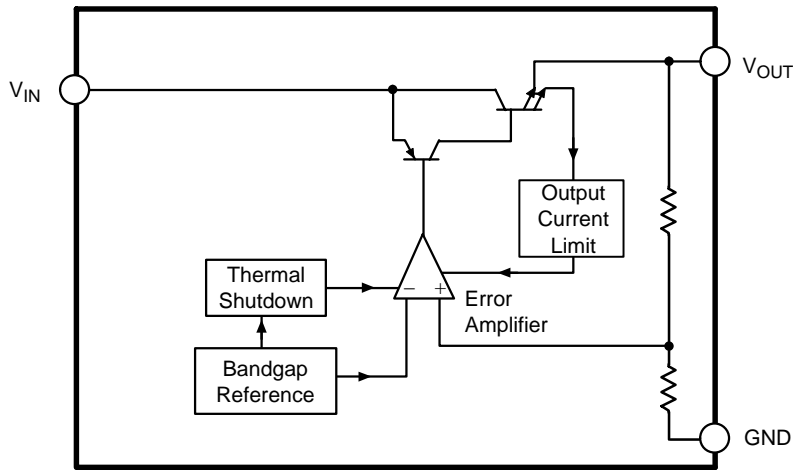 V_IN
V_OUT
Output
Current
Limit
Thermal
Shutdown
− +
Error
Amplifier
Bandgap
Reference
GND